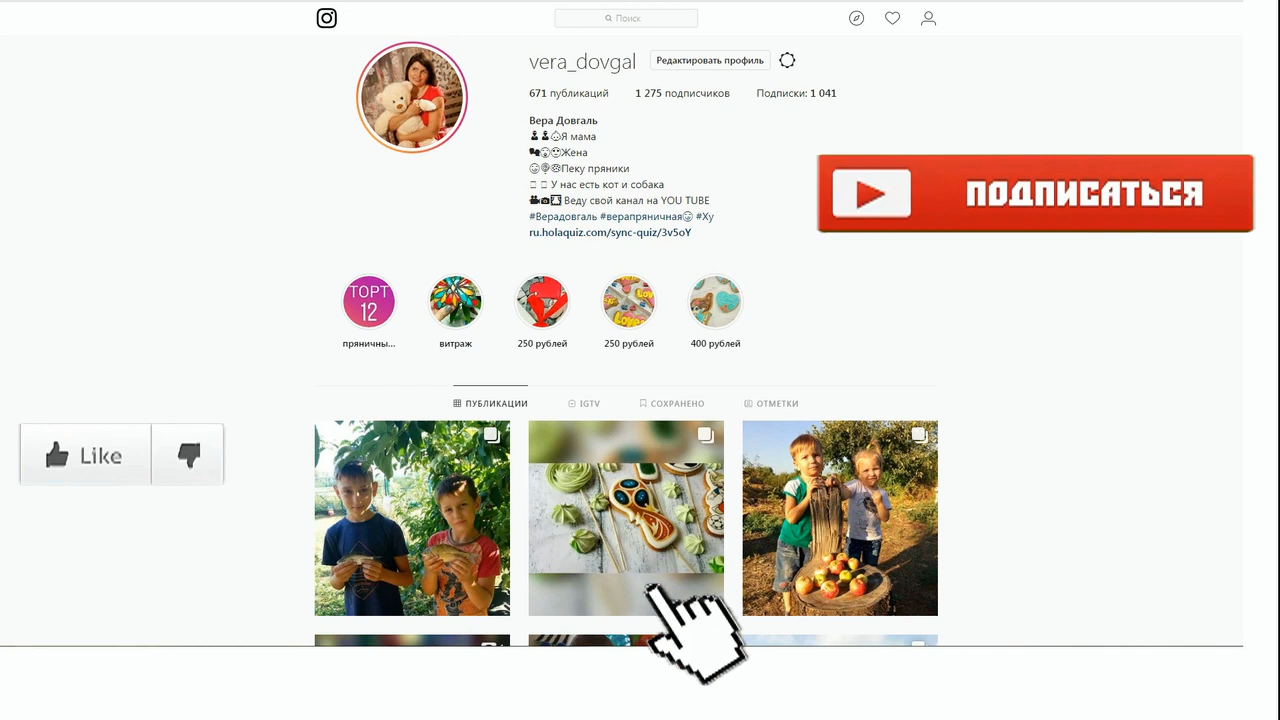 Поиск
vera_dovgal Редактировать профиль
671 публикаций 1 275 подписчиков Подписки: 1 041
Вера Довгаль
Я мама
Жена
Пеку пряники
У нас есть кот и собака
Веду свой канал на YOU TUBE
#Верадовгаль #верапряничная #Ху
ru.holaquiz.com/sync-quiz/3v5oY
ПОДПИСАТЬСЯ
ТОРТ
12
пряничны... витраж 250 рублей 250 рублей 400 рублей
ПУБЛИКАЦИИ IGTV СОХРАНЕНО ОТМЕТКИ
Like